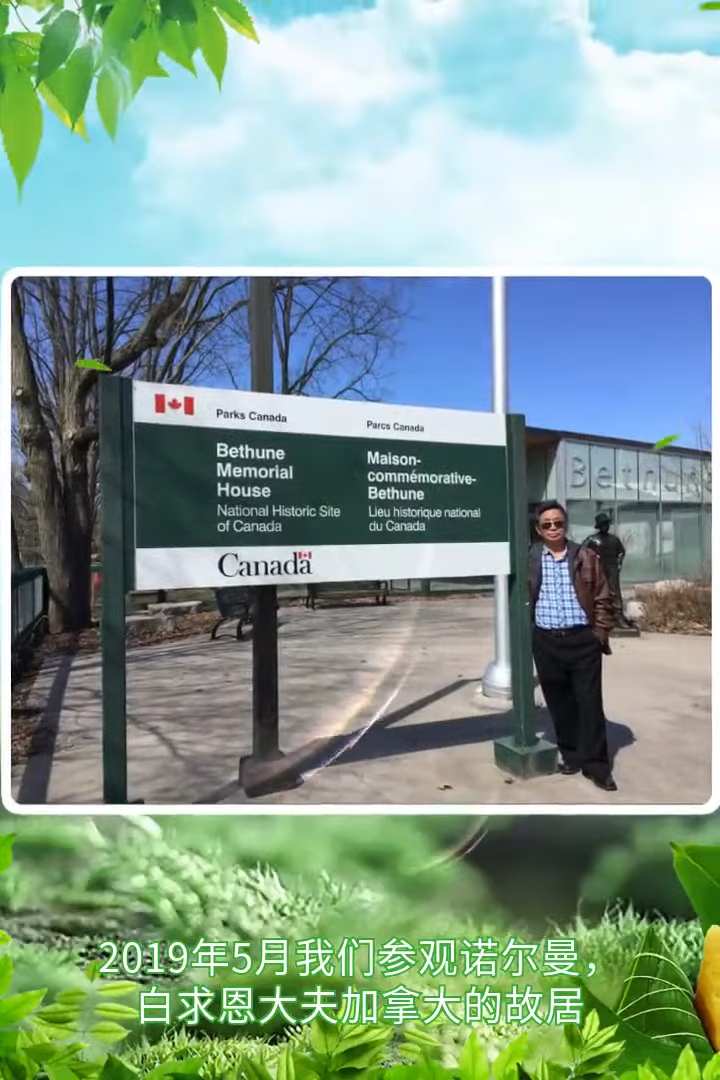 Parks Canada
Parcs Canada
Bethune
Memorial
House
National Historic Site
of Canada
Maison-
commémorative-
Bethune
Lieu historique national
du Canada
Canada
Bethune
2019年5月我们参观诺尔曼，
白求恩大夫加拿大的故居